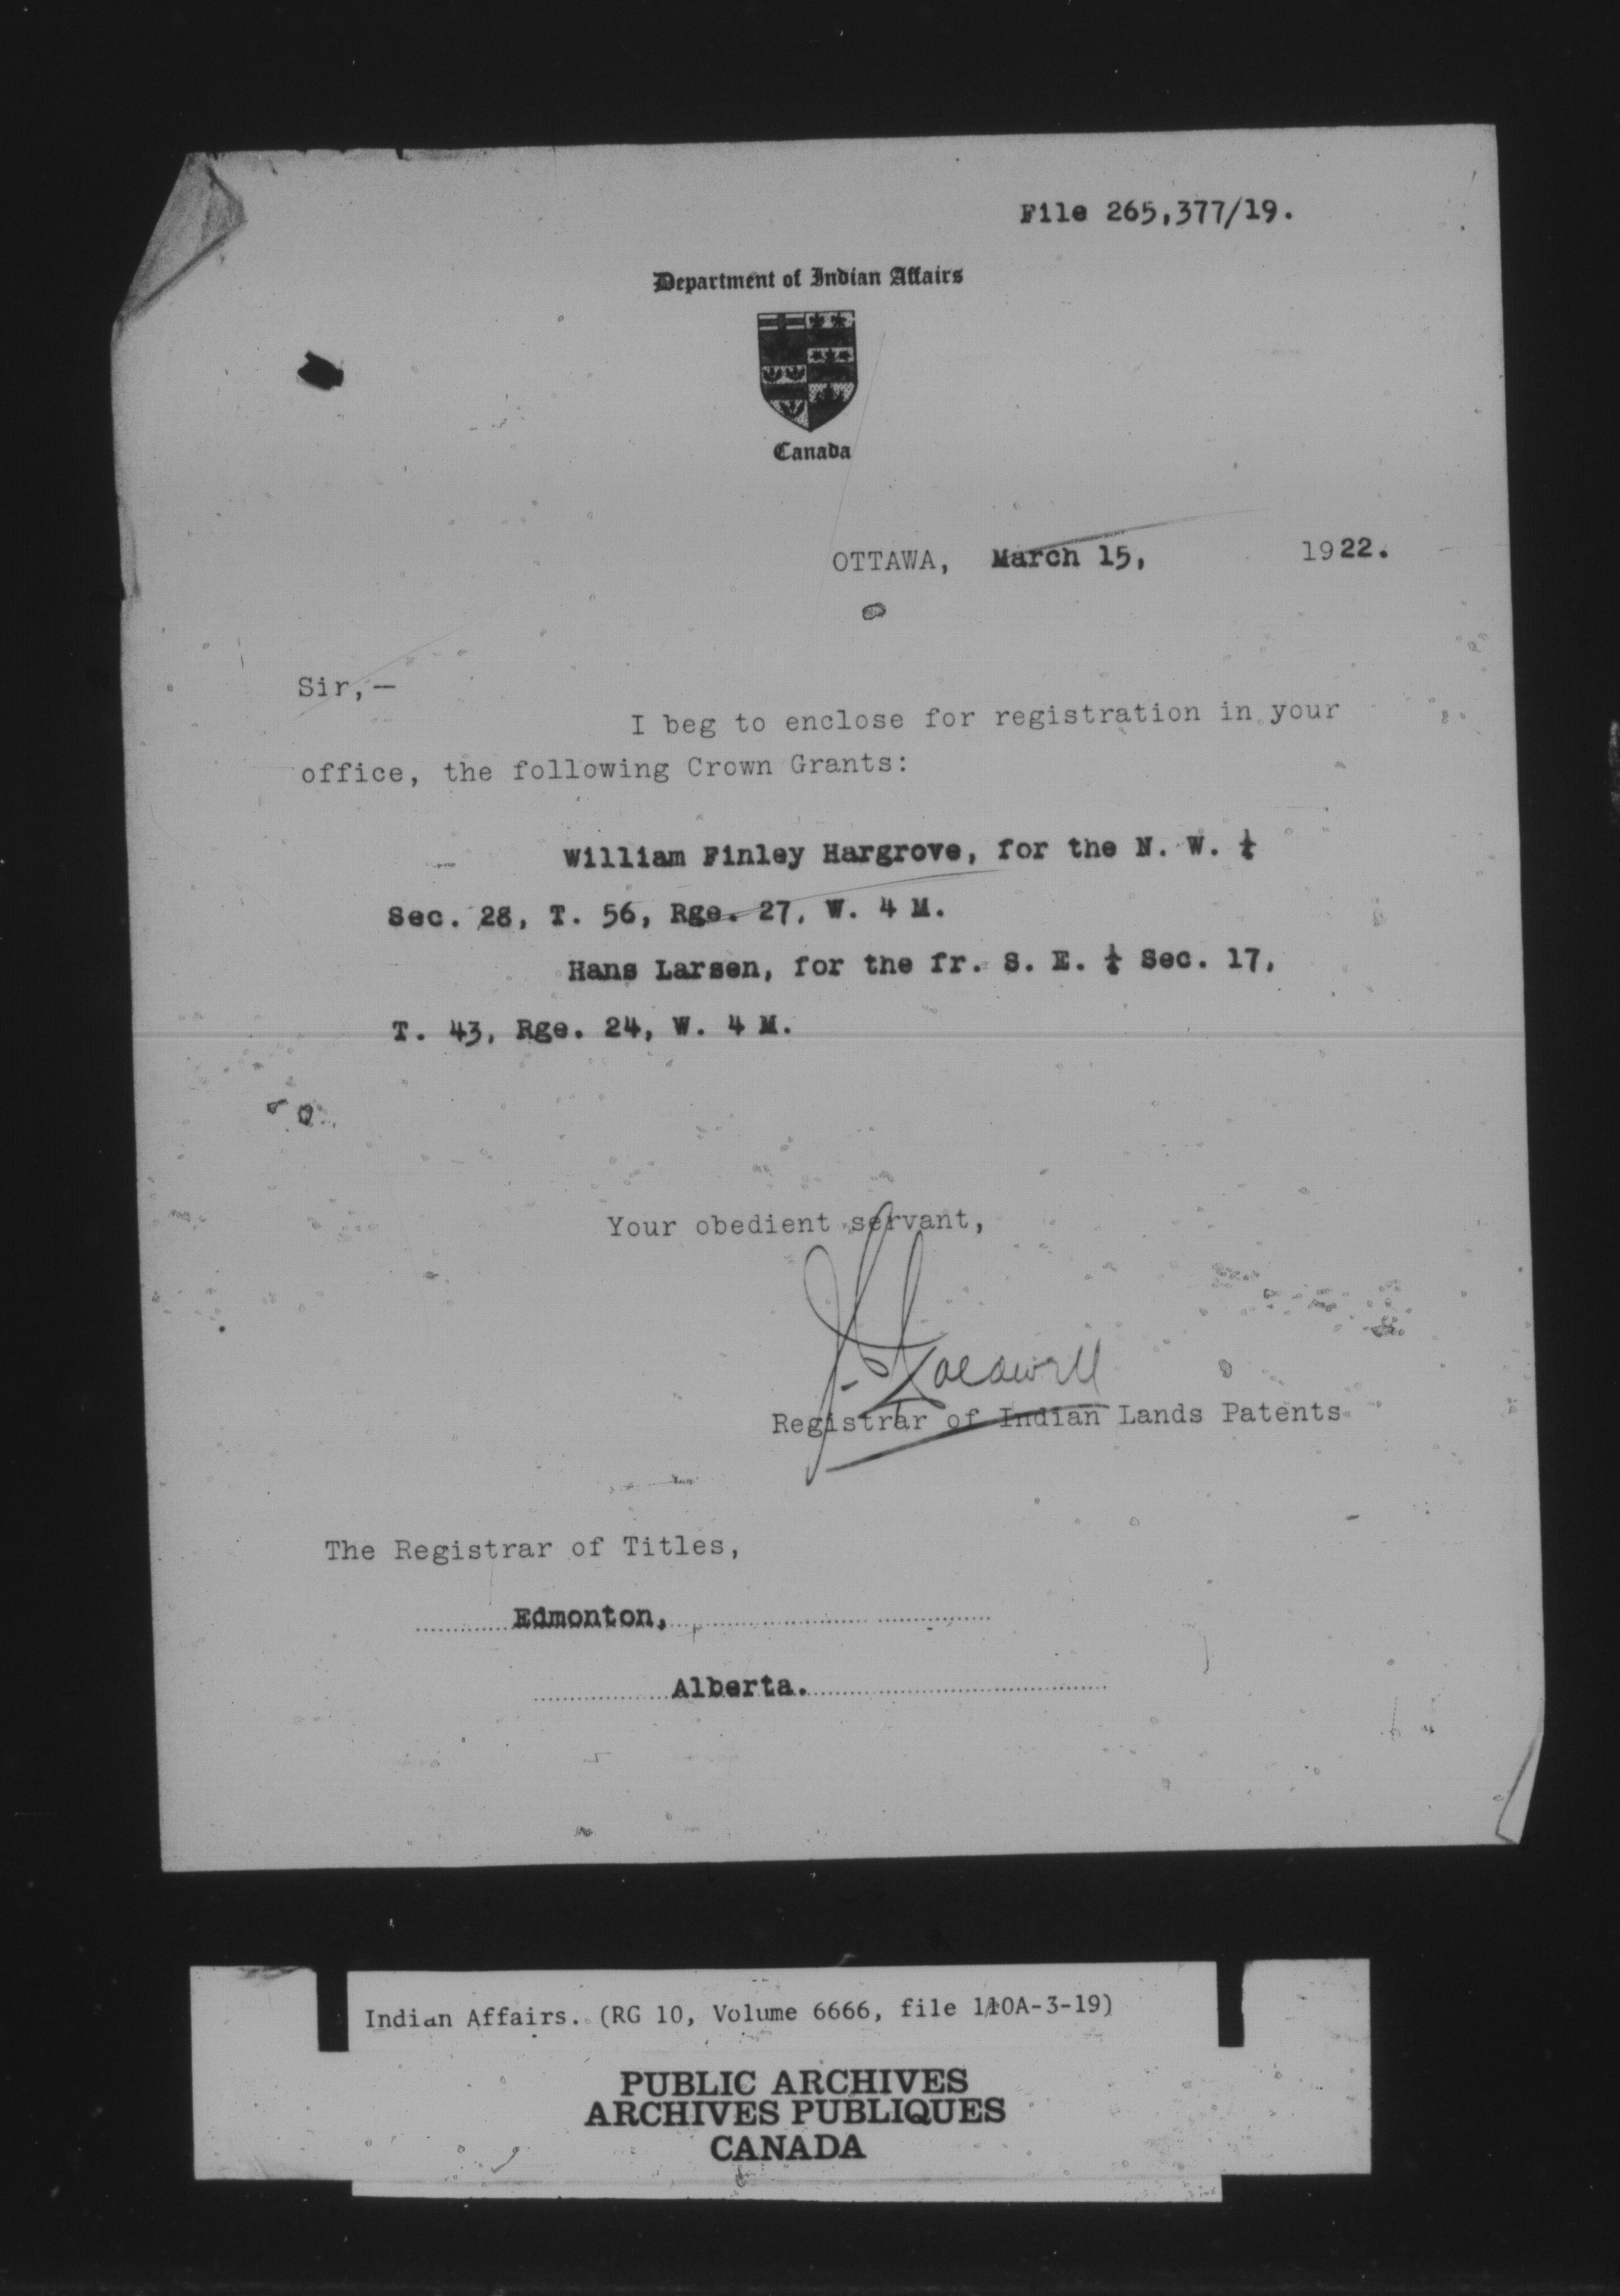 File 265,377/19.
Department of Indian Affairs
Canada
OTTAWA, March 15, 1922.
Sir,—
I beg to enclose for registration in your
office, the following Crown Grants:
William Finley Hargrove, for the N. W. ¼
Sec. 28, T. 56, Rge. 27, W. 4 M.
Hans Larsen, for the fr. S. E. ¼ Sec. 17,
T. 43, Rge. 24, W. 4 M.
Your obedient servant,
Registrar of Indian Lands Patents
The Registrar of Titles,
Edmonton,
Alberta.
Indian Affairs. (RG 10, Volume 6666, file 110A-3-19)
PUBLIC ARCHIVES
ARCHIVES PUBLIQUES
CANADA